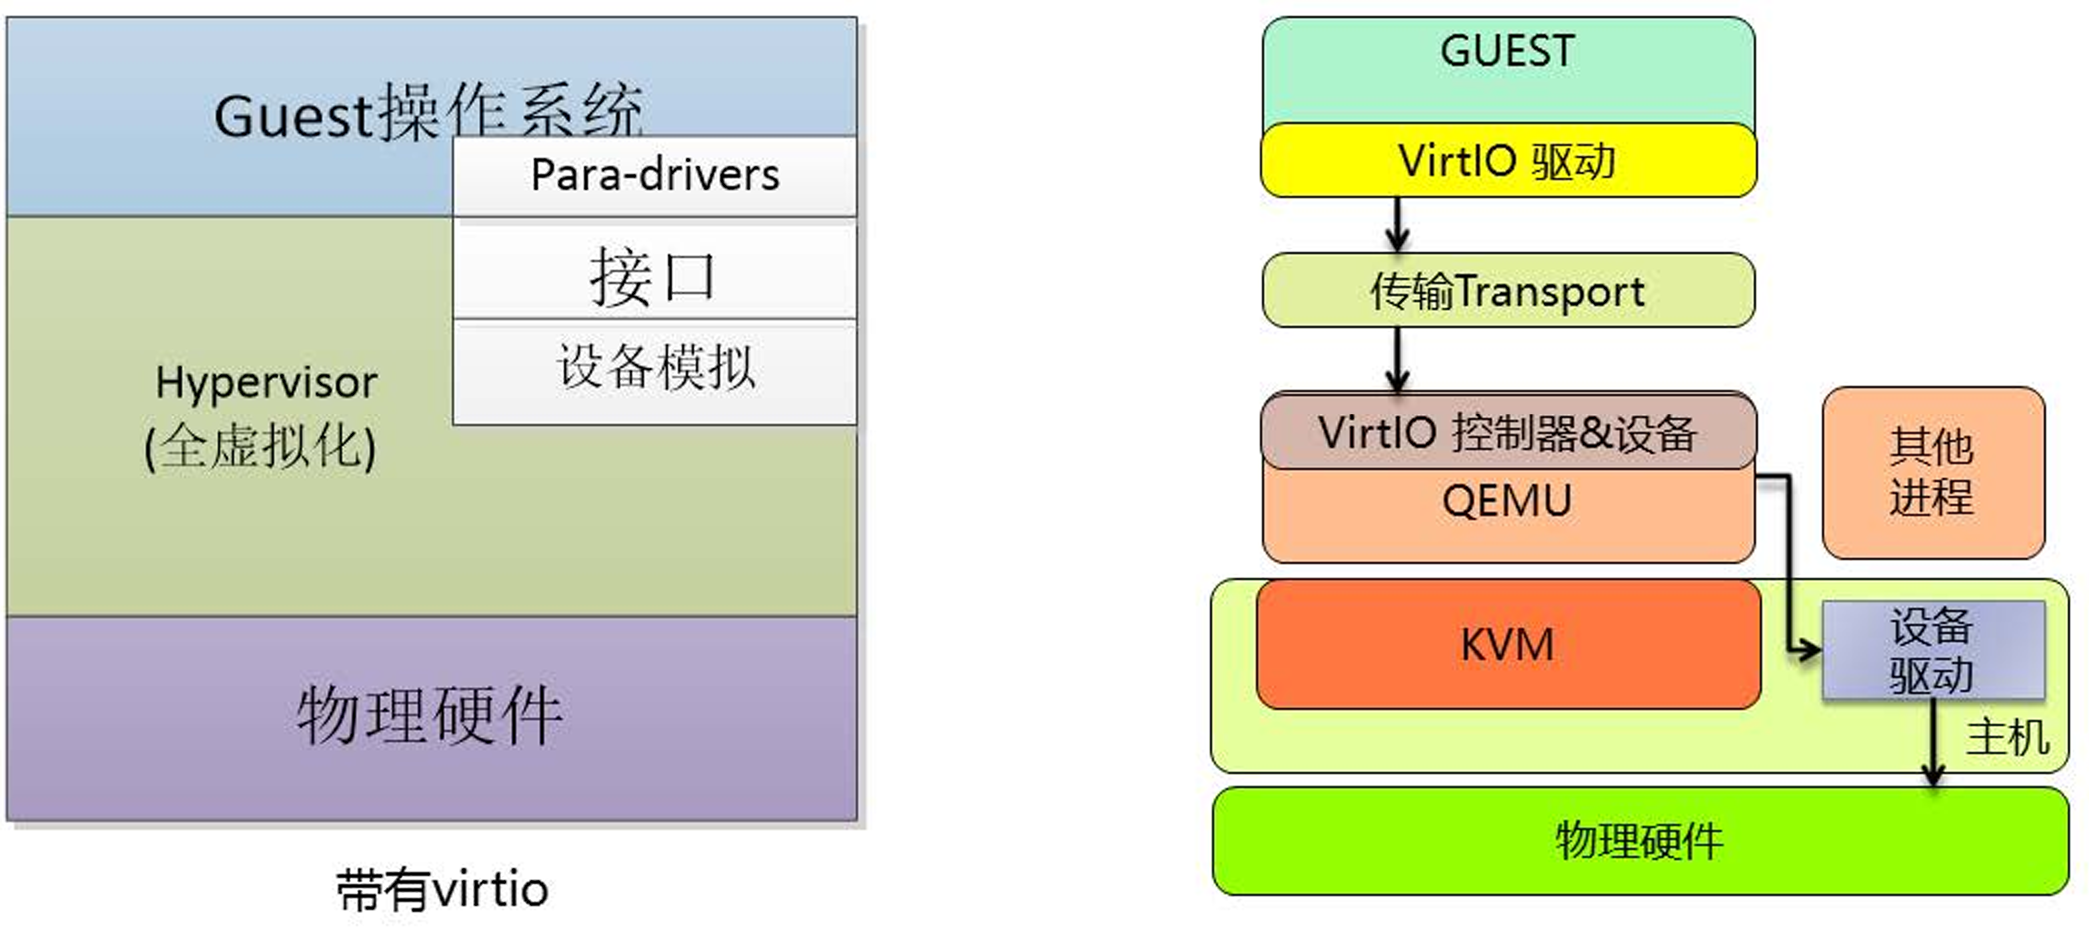 Guest操作系统
Para-drivers
接口
设备模拟
Hypervisor
(全虚拟化)
物理硬件
带有virtio
GUEST
VirtIO 驱动
传输Transport
VirtIO 控制器&设备
QEMU
其他
进程
KVM
设备
驱动
主机
物理硬件